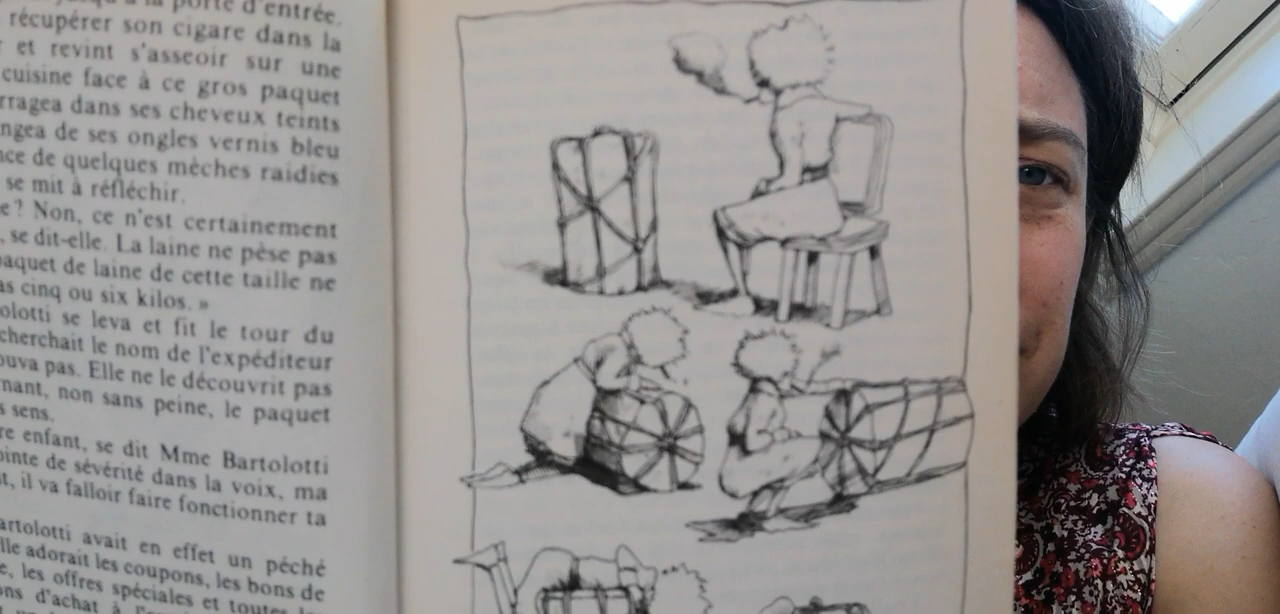 à la porte d'entrée.
récupérer son cigare dans la
et revint s'asseoir sur une
cuisine face à ce gros paquet
rragea dans ses cheveux teints
ngea de ses ongles vernis bleu
nce de quelques mèches raidies
se mit à réfléchir.
e? Non, ce n'est certainement
, se dit-elle. La laine ne pèse pas
paquet de laine de cette taille ne
as cinq ou six kilos. »
olotti se leva et fit le tour du
cherchait le nom de l'expéditeur
ouva pas. Elle ne le découvrit pas
nant, non sans peine, le paquet
s sens.
re enfant, se dit Mme Bartolotti
ointe de sévérité dans la voix, ma
t, il va falloir faire fonctionner ta
artolotti avait en effet un péché
lle adorait les coupons, les bons de
e, les offres spéciales et toutes
ons d'achat à